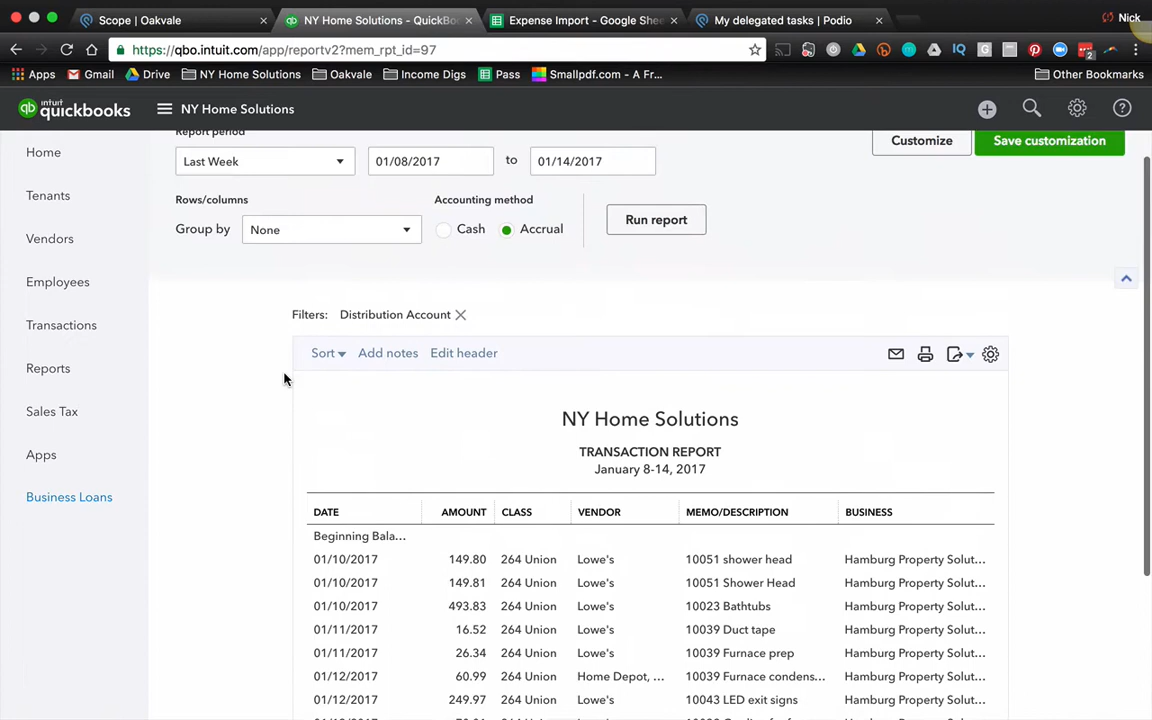 Scope | Oakvale
NY Home Solutions - QuickBo
Expense Import - Google Shee
My delegated tasks | Podio
Nick
https://qbo.intuit.com/app/reportv2?mem_rpt_id=97
Apps
Gmail
Drive
NY Home Solutions
Oakvale
Income Digs
Pass
Smallpdf.com - A Fr...
Other Bookmarks
intuit
quickbooks
NY Home Solutions
Home
Tenants
Vendors
Employees
Transactions
Reports
Sales Tax
Apps
Business Loans
Report period
Customize
Save customization
Last Week 01/08/2017 to 01/14/2017
Rows/columns Accounting method
Group by None Cash Accrual Run report
Filters: Distribution Account
Sort Add notes Edit header
NY Home Solutions
TRANSACTION REPORT
January 8-14, 2017
DATE AMOUNT CLASS VENDOR MEMO/DESCRIPTION BUSINESS
Beginning Bala...
01/10/2017 149.80 264 Union Lowe's 10051 shower head Hamburg Property Solut...
01/10/2017 149.81 264 Union Lowe's 10051 Shower Head Hamburg Property Solut...
01/10/2017 493.83 264 Union Lowe's 10023 Bathtubs Hamburg Property Solut...
01/11/2017 16.52 264 Union Lowe's 10039 Duct tape Hamburg Property Solut...
01/11/2017 26.34 264 Union Lowe's 10039 Furnace prep Hamburg Property Solut...
01/12/2017 60.99 264 Union Home Depot, ... 10039 Furnace condens... Hamburg Property Solut...
01/12/2017 249.97 264 Union Lowe's 10043 LED exit signs Hamburg Property Solut...